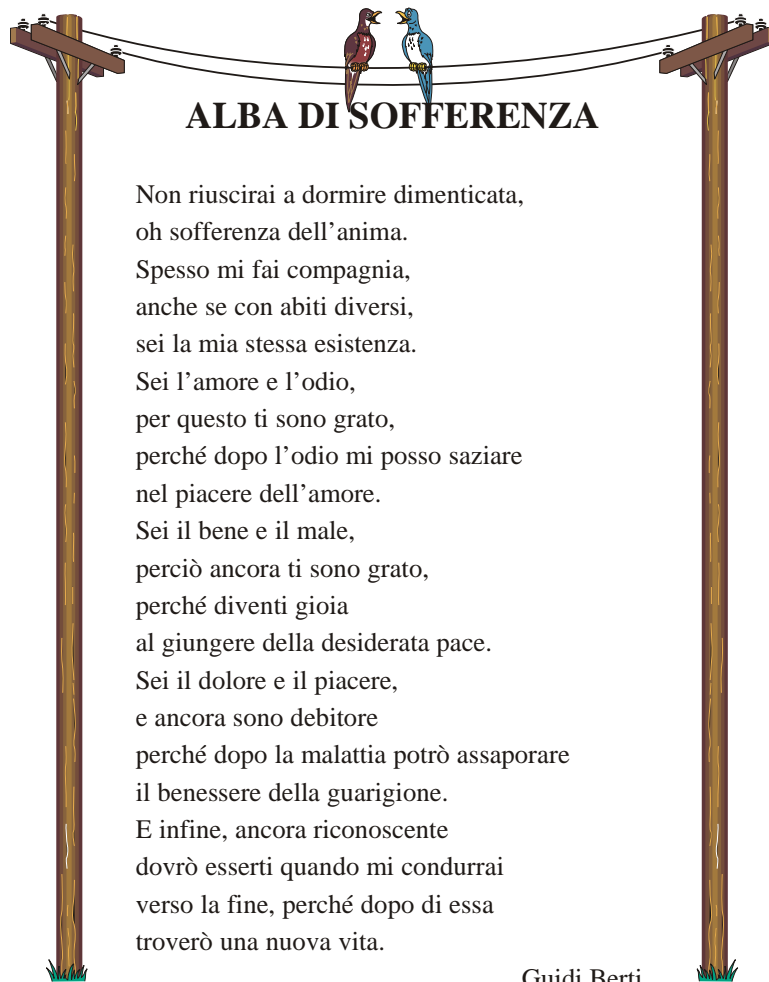 ALBA DI SOFFERENZA
Non riuscirai a dormire dimenticata,
oh sofferenza dell’anima.
Spesso mi fai compagnia,
anche se con abiti diversi,
sei la mia stessa esistenza.
Sei l’amore e l’odio,
per questo ti sono grato,
perché dopo l’odio mi posso saziare
nel piacere dell’amore.
Sei il bene e il male,
perciò ancora ti sono grato,
perché diventi gioia
al giungere della desiderata pace.
Sei il dolore e il piacere,
e ancora sono debitore
perché dopo la malattia potrò assaporare
il benessere della guarigione.
E infine, ancora riconoscente
dovrò esserti quando mi condurrai
verso la fine, perché dopo di essa
troverò una nuova vita.
Guidi Berti